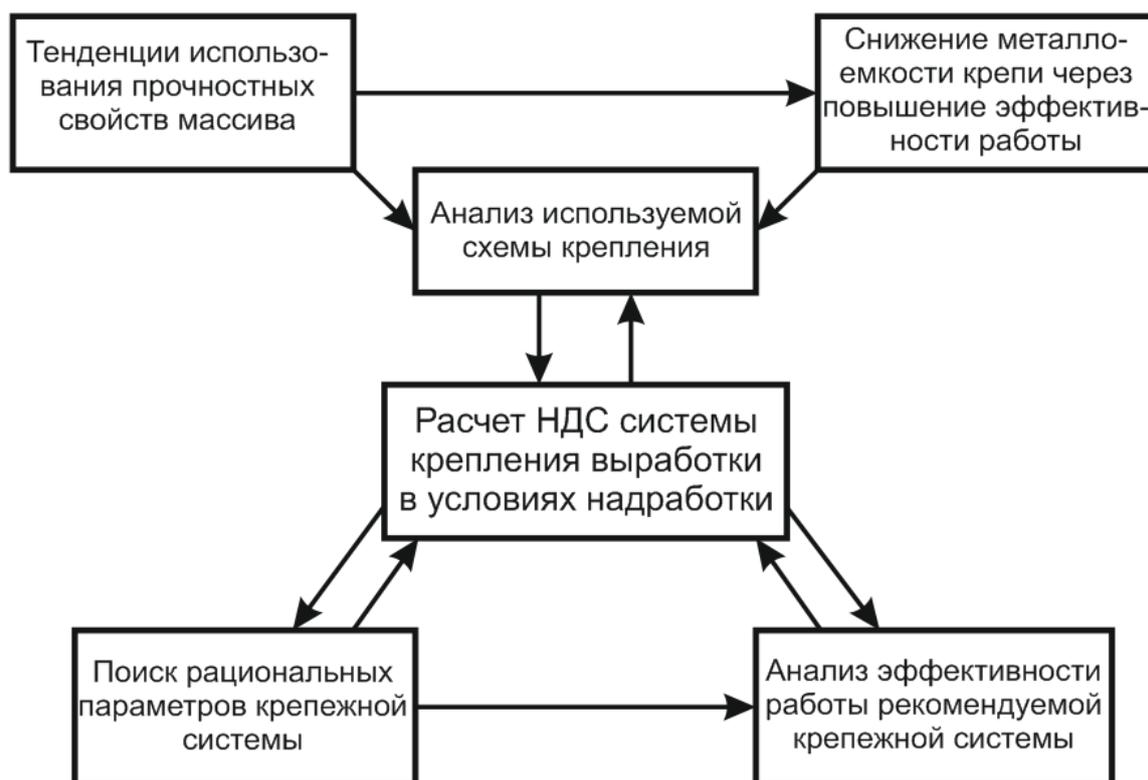 Тенденции использо-
вания прочностных
свойств массива
Снижение металло-
емкости крепи через
повышение эффектив-
ности работы
Анализ используемой
схемы крепления
Расчет НДС системы
крепления выработки
в условиях надработки
Поиск рациональных
параметров крепежной
системы
Анализ эффективности
работы рекомендуемой
крепежной системы